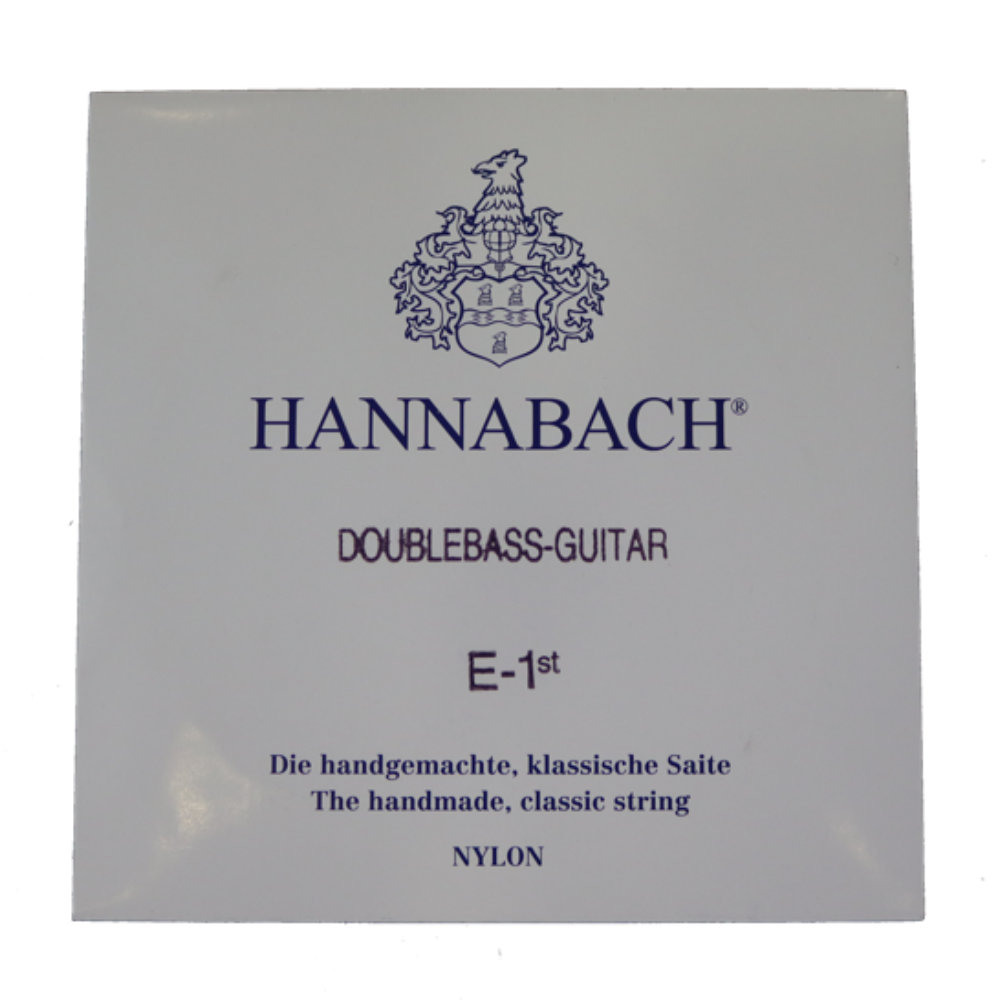 HANNABACH®
DOUBLEBASS-GUITAR
E-1st
Die handgemachte, klassische Saite
The handmade, classic string
NYLON